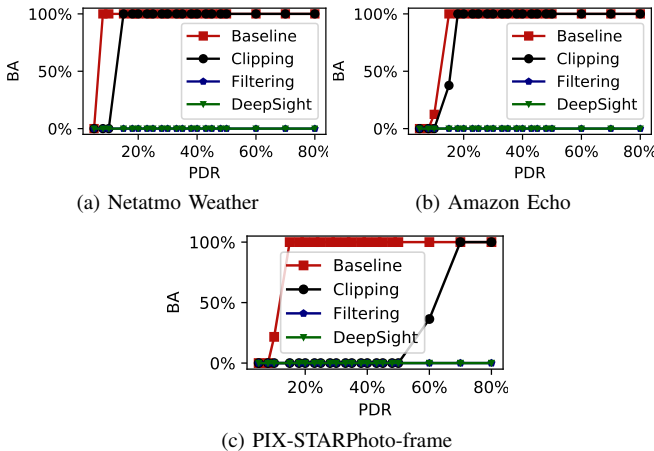 100%
50%
0%
BA
Baseline
Clipping
Filtering
DeepSight
20% 40% 60% 80%
PDR
(a) Netatmo Weather
100%
50%
0%
BA
Baseline
Clipping
Filtering
DeepSight
20% 40% 60% 80%
PDR
(b) Amazon Echo
100%
50%
0%
BA
Baseline
Clipping
Filtering
DeepSight
20% 40% 60% 80%
PDR
(c) PIX-STARPhoto-frame